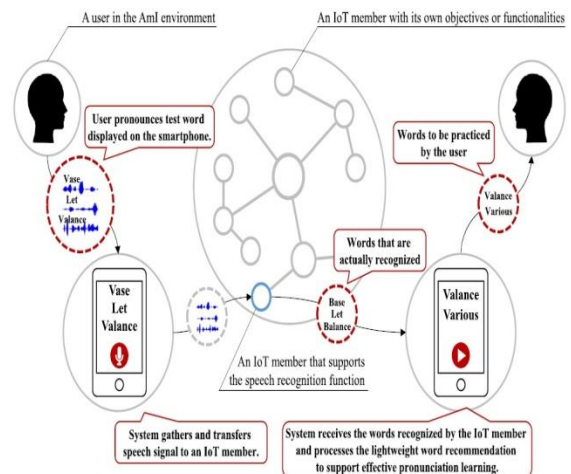 A user in the AmI environment
An IoT member with its own objectives or functionalities
User pronounces test word
displayed on the smartphone.
Words to be practiced
by the user
Vase
Let
Valance
Valance
Various
Words that are
actually recognized
Vase
Let
Valance
Base
Let
Balance
Valance
Various
An IoT member that supports
the speech recognition function
System gathers and transfers
speech signal to an IoT member.
System receives the words recognized by the IoT member
and processes the lightweight word recommendation
to support effective pronunciation learning.